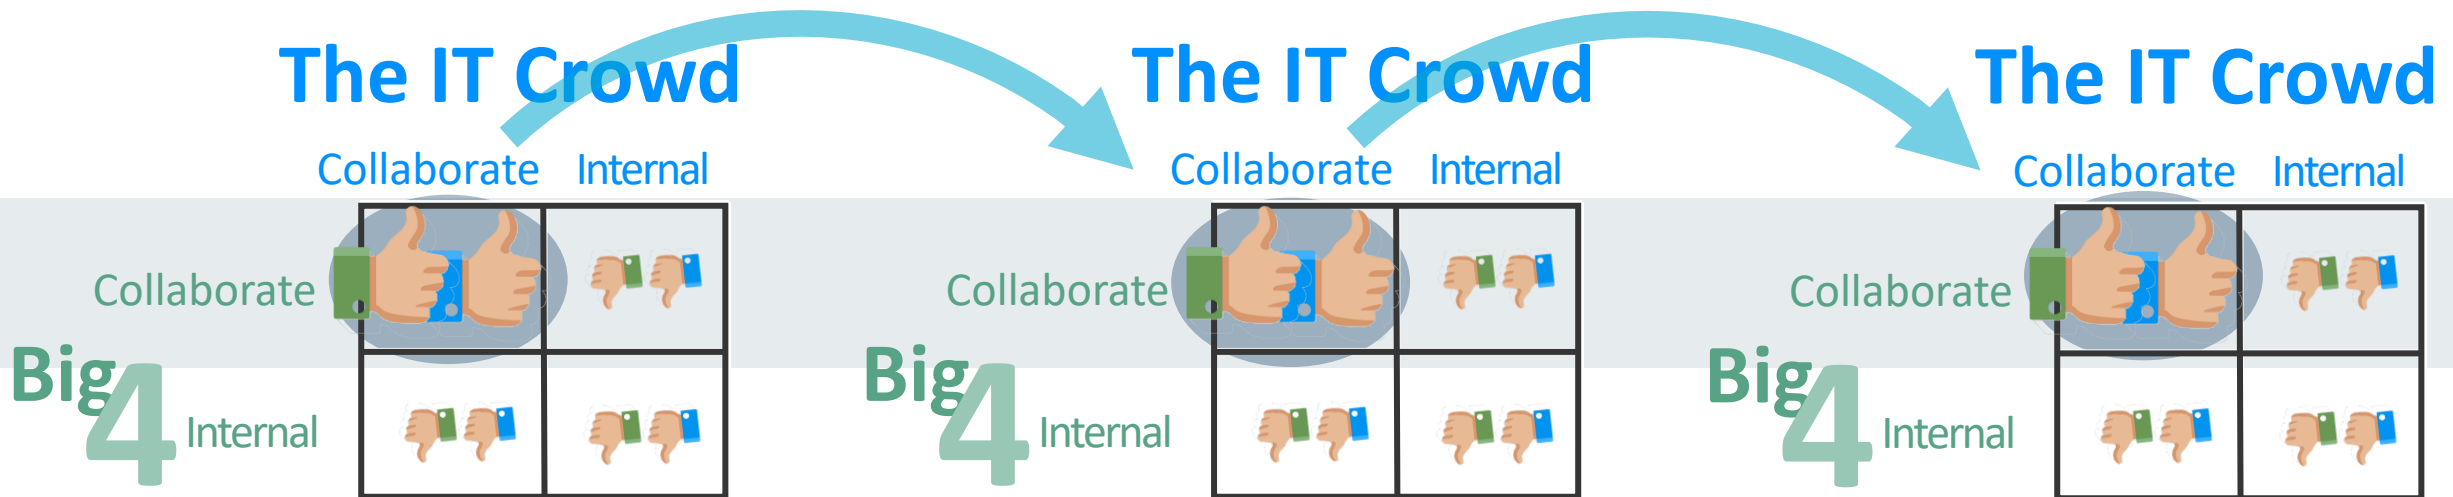 The IT Crowd
Collaborate Internal
Collaborate
Big 4
Internal
The IT Crowd
Collaborate Internal
Collaborate
Big 4
Internal
The IT Crowd
Collaborate Internal
Collaborate
Big 4
Internal